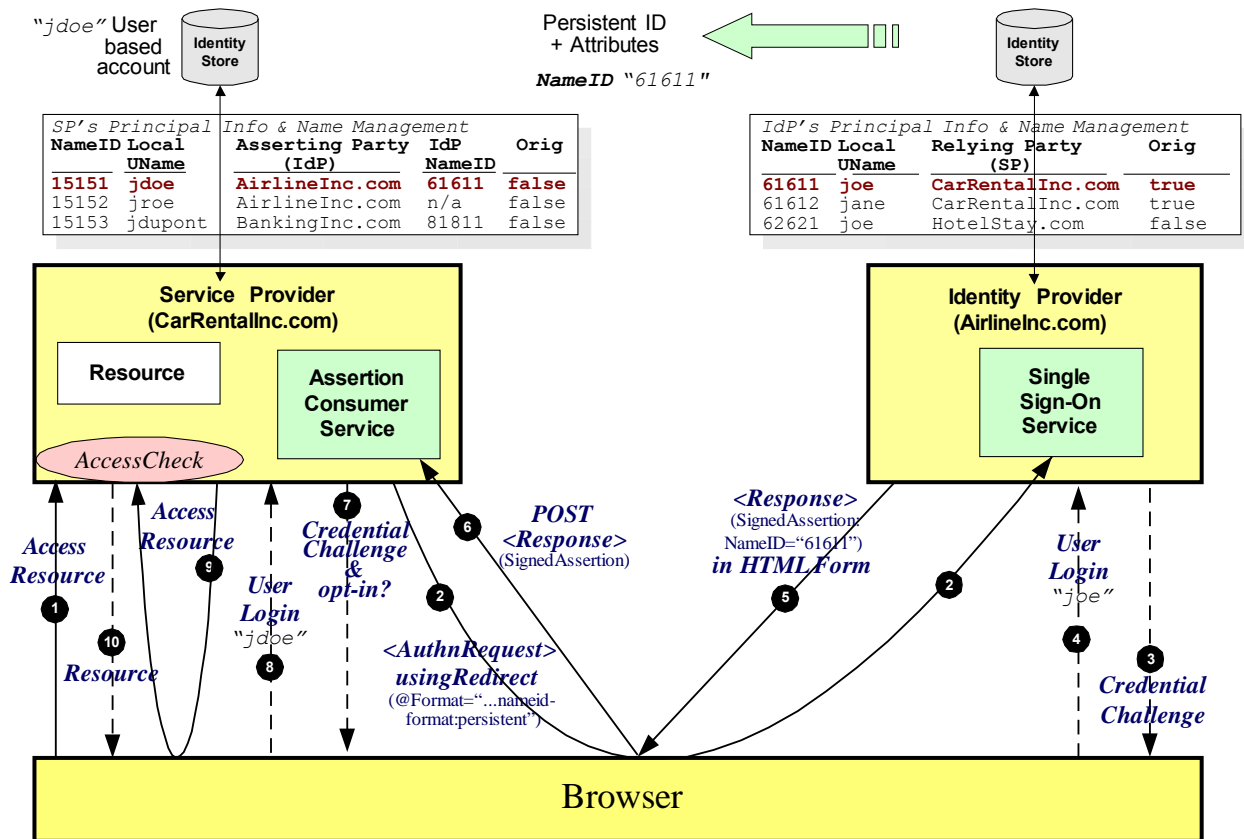 “jdoe” User
based
account
Identity
Store
Persistent ID
+ Attributes
NameID “61611”
Identity
Store
SP’s Principal Info & Name Management
NameID Local Asserting Party IdP Orig
UName (IdP) NameID
15151 jdoe AirlineInc.com 61611 false
15152 jroe AirlineInc.com n/a false
15153 jdupont BankingInc.com 81811 false
IdP’s Principal Info & Name Management
NameID Local Relying Party Orig
UName (SP)
61611 joe CarRentalInc.com true
61612 jane CarRentalInc.com true
62621 joe HotelStay.com false
Service Provider
(CarRentalInc.com)
Resource
Assertion
Consumer
Service
AccessCheck
Identity Provider
(AirlineInc.com)
Single
Sign-On
Service
Access
Resource
1
10
Resource
Access
Resource
9
User
Login
“jdoe”
8
7
Credential
Challenge
&
opt-in?
2
<AuthnRequest>
usingRedirect
(@Format=“...nameid-
format:persistent”)
6
POST
<Response>
(SignedAssertion)
<Response>
(SignedAssertion:
NameID=“61611”)
in HTML Form
5
2
User
Login
“joe”
4
3
Credential
Challenge
Browser